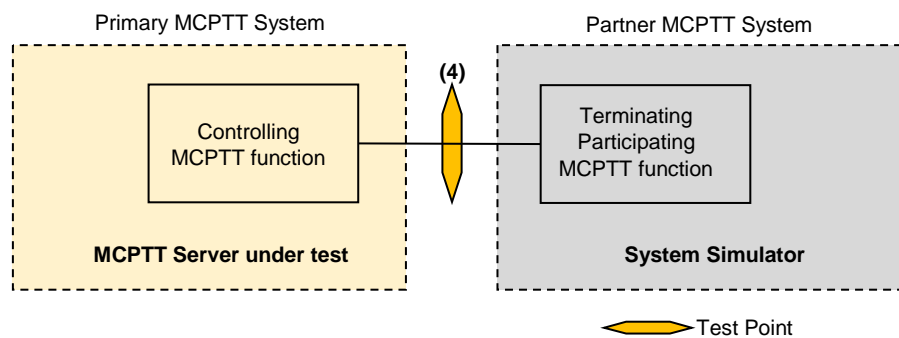 Primary MCPTT System
Partner MCPTT System
(4)
Controlling
MCPTT function
Terminating
Participating
MCPTT function
MCPTT Server under test
System Simulator
Test Point